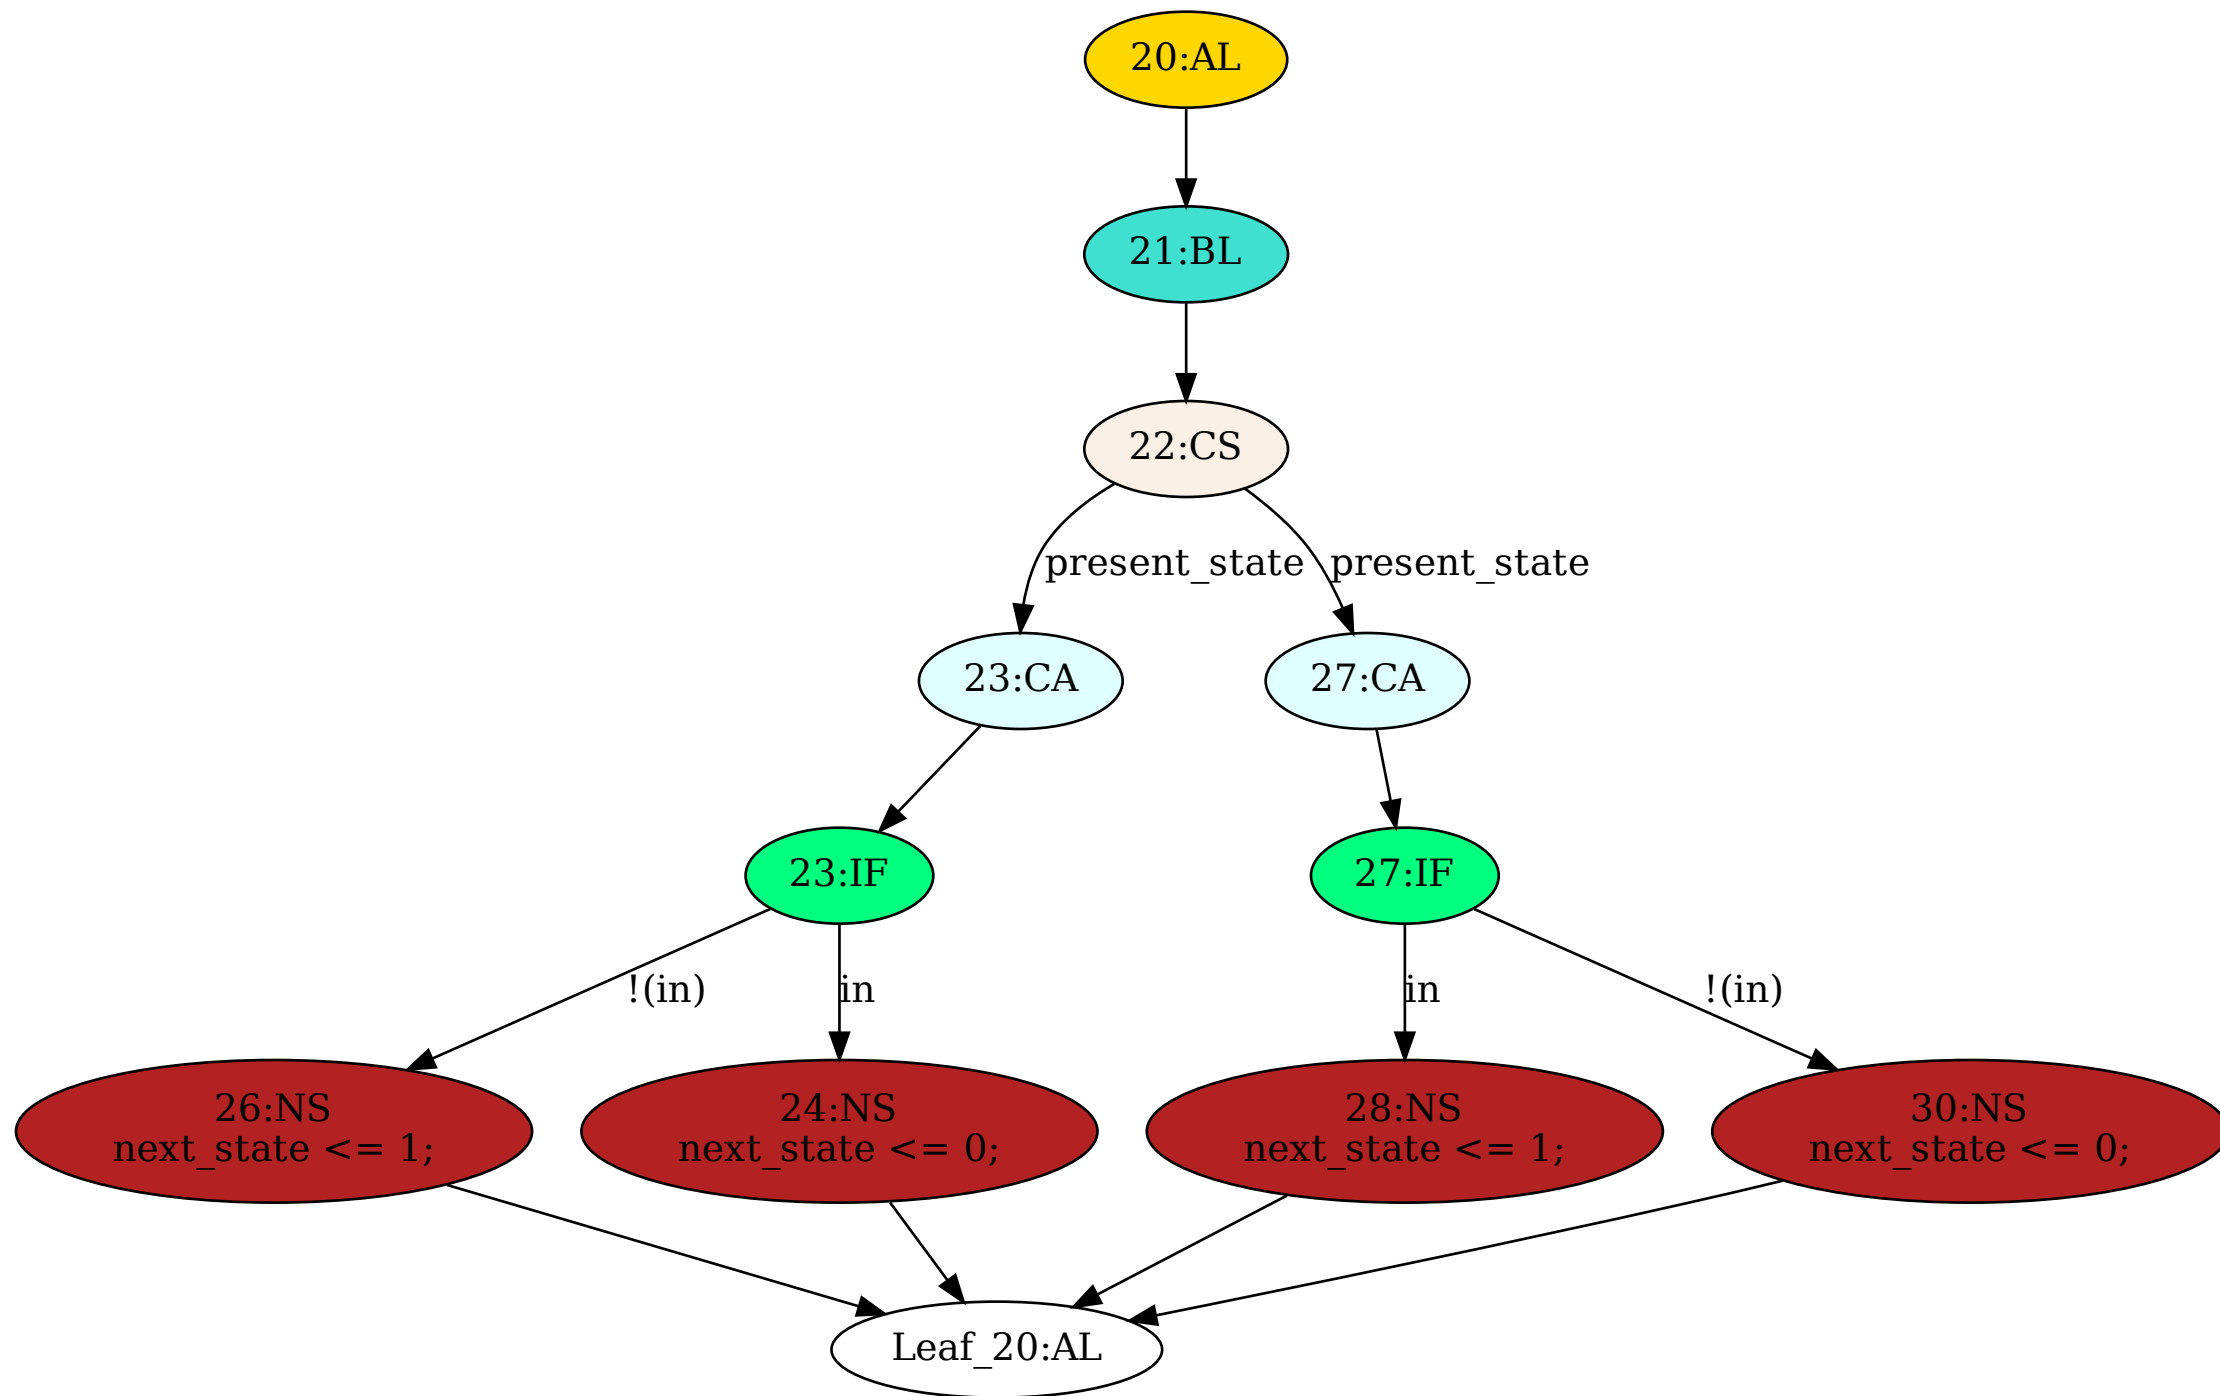 20:AL
21:BL
22:CS
present_state
present_state
23:CA
27:CA
23:IF
27:IF
!(in)
in
in
!(in)
26:NS
next_state <= 1;
24:NS
next_state <= 0;
28:NS
next_state <= 1;
30:NS
next_state <= 0;
Leaf_20:AL